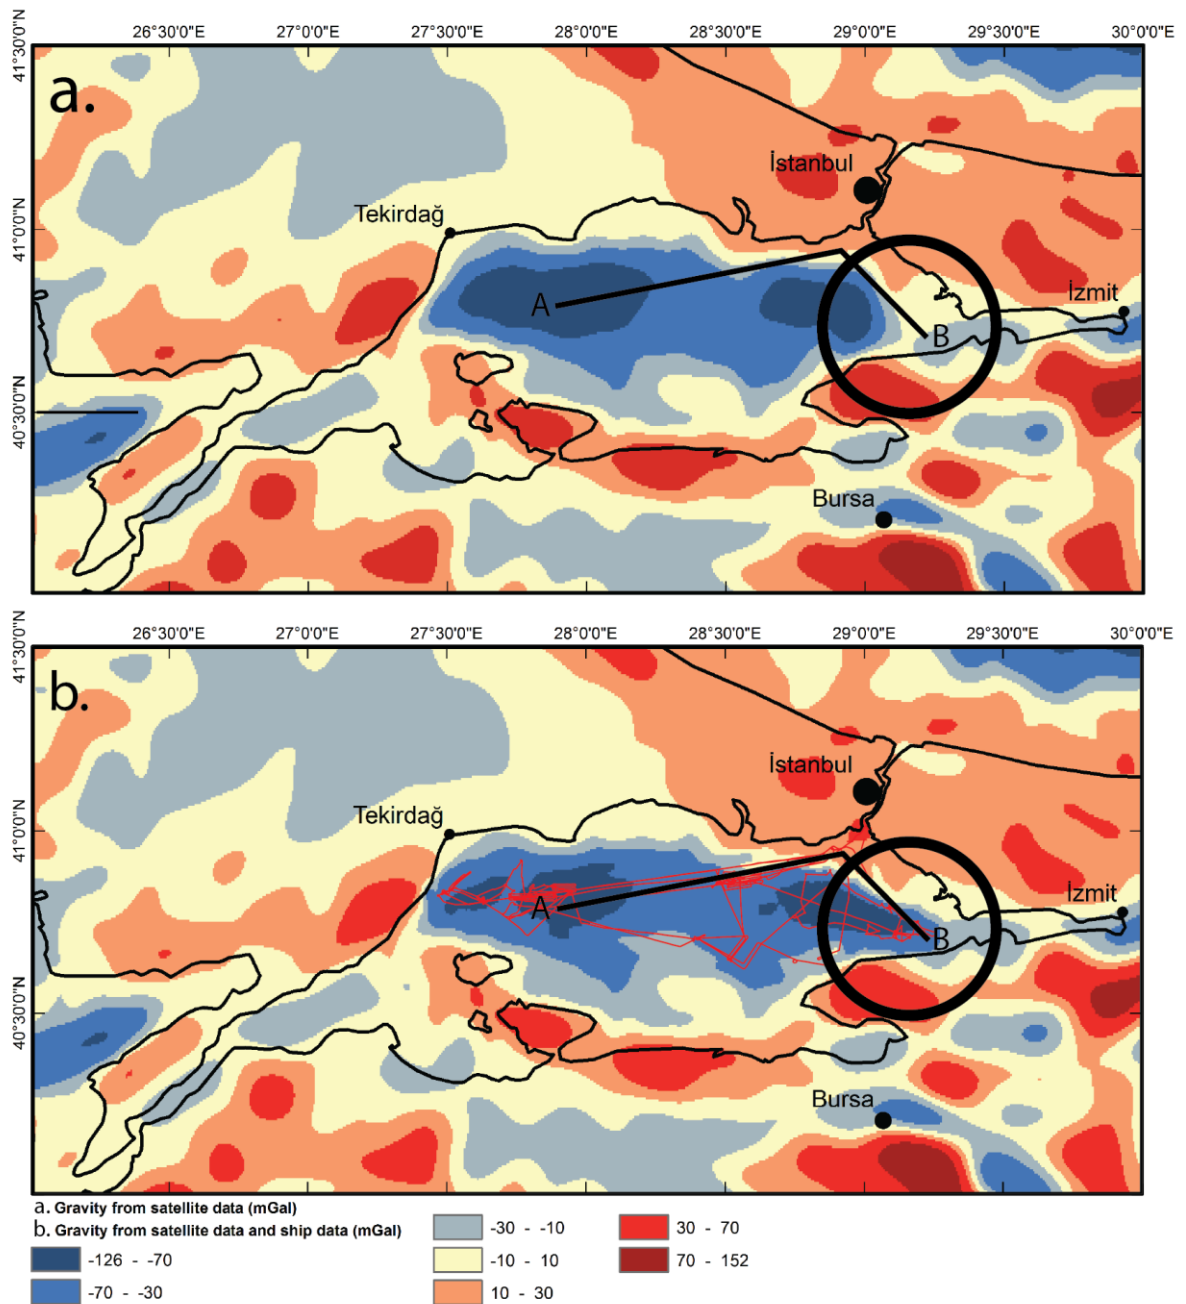 26°30'0"E 27°0'0"E 27°30'0"E 28°0'0"E 28°30'0"E 29°0'0"E 29°30'0"E 30°0'0"E
41°30'0"N
a.
İstanbul
Tekirdağ
41°0'0"N
İzmit
A
B
40°30'0"N
Bursa
26°30'0"E 27°0'0"E 27°30'0"E 28°0'0"E 28°30'0"E 29°0'0"E 29°30'0"E 30°0'0"E
41°30'0"N
b.
İstanbul
Tekirdağ
41°0'0"N
İzmit
A
B
40°30'0"N
Bursa
a. Gravity from satellite data (mGal)
b. Gravity from satellite data and ship data (mGal)
-126 - -70
-70 - -30
-30 - -10
-10 - 10
10 - 30
30 - 70
70 - 152